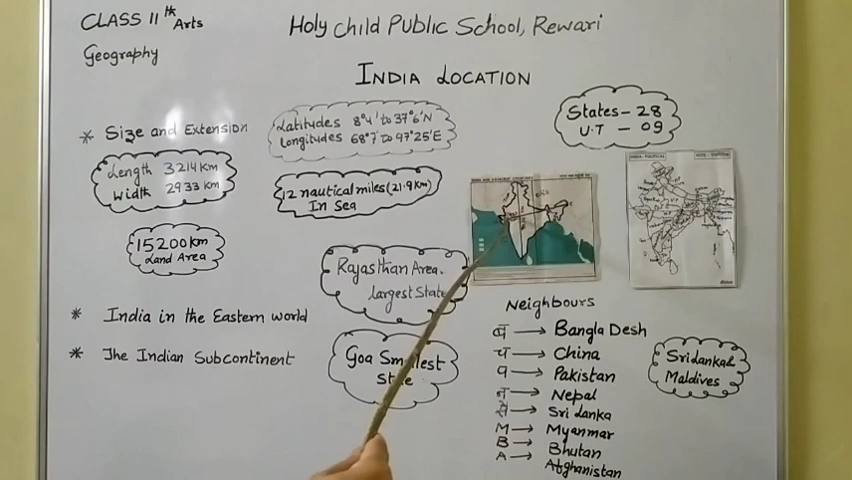 CLASS 11th Arts
Geography
Holy Child Public School, Rewari
INDIA LOCATION
* Size and Extension
Length 3214 km
Width 2933 km
15200 km
Land Area
Latitudes 8°4' to 37°6'N
Longitudes 68°7' to 97°25'E
12 nautical miles (21.9 km)
In Sea
States - 28
U.T - 09
Rajasthan Area.
Largest State
* India in the Eastern world
* The Indian Subcontinent
Goa Smallest
State
Neighbours
Bangla Desh
China
Pakistan
Nepal
Sri Lanka
M → Myanmar
B → Bhutan
A → Afghanistan
Sri Lanka &
Maldives